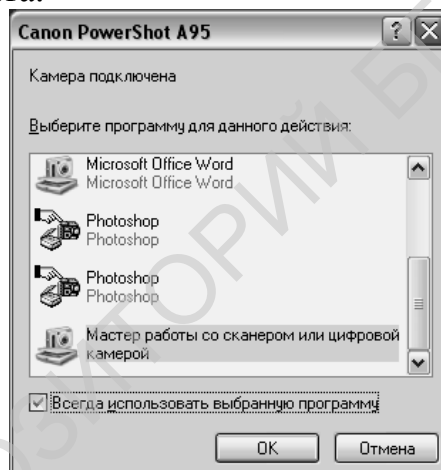 Canon PowerShot A95
Камера подключена
Выберите программу для данного действия:
Microsoft Office Word
Microsoft Office Word
Photoshop
Photoshop
Photoshop
Photoshop
Мастер работы со сканером или цифровой
камерой
Всегда использовать выбранную программу
ОК
Отмена